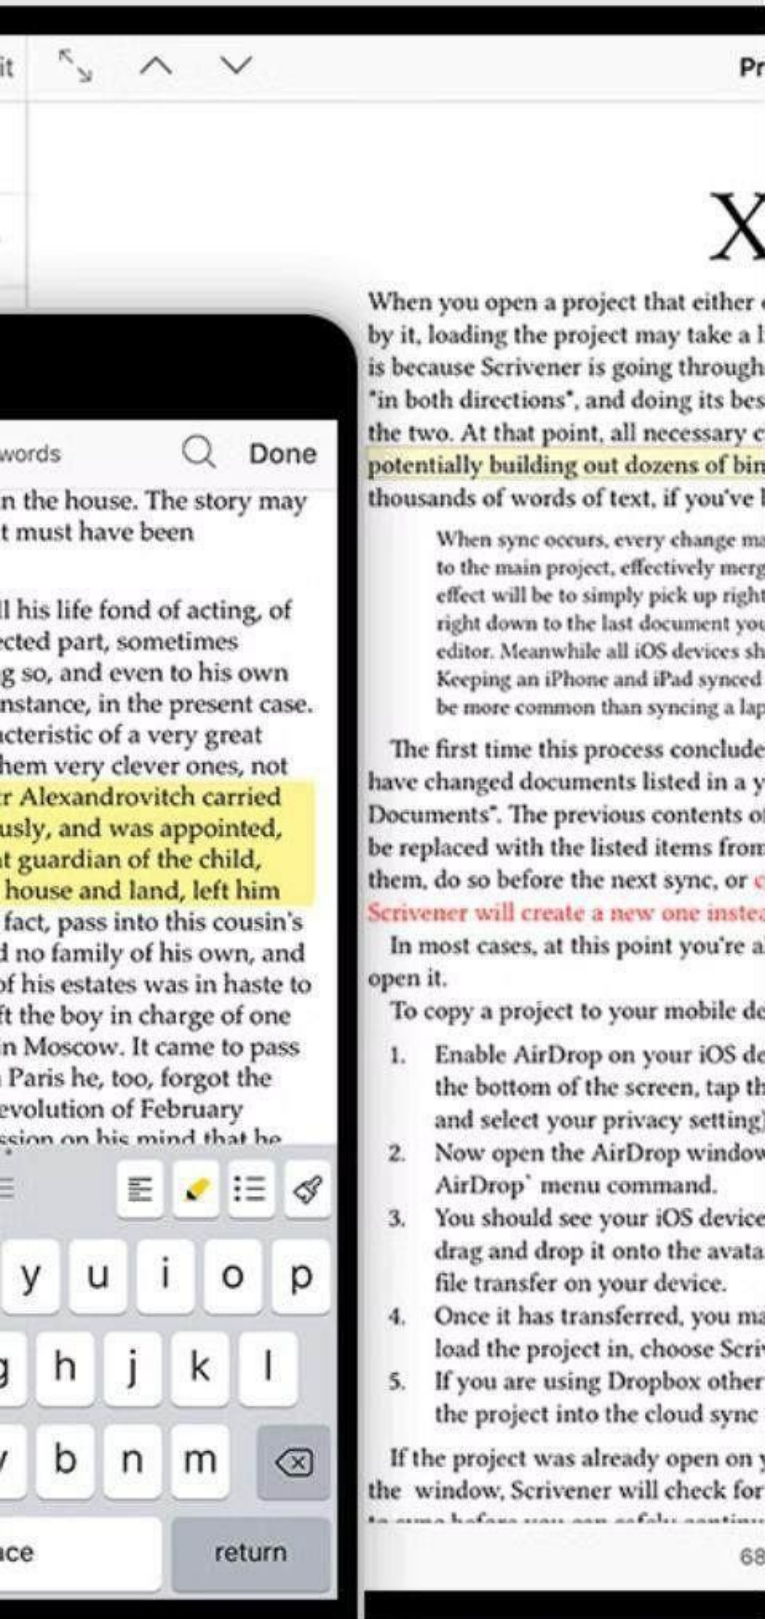 it
Pr
X
When you open a project that either
by it, loading the project may take a
is because Scrivener is going through
"in both directions", and doing its bes
the two. At that point, all necessary
potentially building out dozens of bin
thousands of words of text, if you've
When sync occurs, every change ma
to the main project, effectively merg
effect will be to simply pick up right
right down to the last document you
editor. Meanwhile all iOS devices sh
Keeping an iPhone and iPad synced
be more common than syncing a lap
The first time this process conclude
have changed documents listed in a y
Documents". The previous contents of
be replaced with the listed items from
them, do so before the next sync, or
Scrivener will create a new one instea
In most cases, at this point you're a
open it.
To copy a project to your mobile de
1. Enable AirDrop on your iOS de
the bottom of the screen, tap th
and select your privacy setting)
2. Now open the AirDrop window
AirDrop` menu command.
3. You should see your iOS device
drag and drop it onto the avata
file transfer on your device.
4. Once it has transferred, you ma
load the project in, choose Scriv
5. If you are using Dropbox other
the project into the cloud sync
If the project was already open on y
the window, Scrivener will check for
68
words
Done
n the house. The story may
t must have been
ll his life fond of acting, of
ected part, sometimes
g so, and even to his own
nstance, in the present case.
acteristic of a very great
hem very clever ones, not
r Alexandrovitch carried
usly, and was appointed,
t guardian of the child,
house and land, left him
fact, pass into this cousin's
d no family of his own, and
of his estates was in haste to
ft the boy in charge of one
in Moscow. It came to pass
Paris he, too, forgot the
evolution of February
ssion on his mind that he
y u i o p
g h j k l
v b n m
ace return